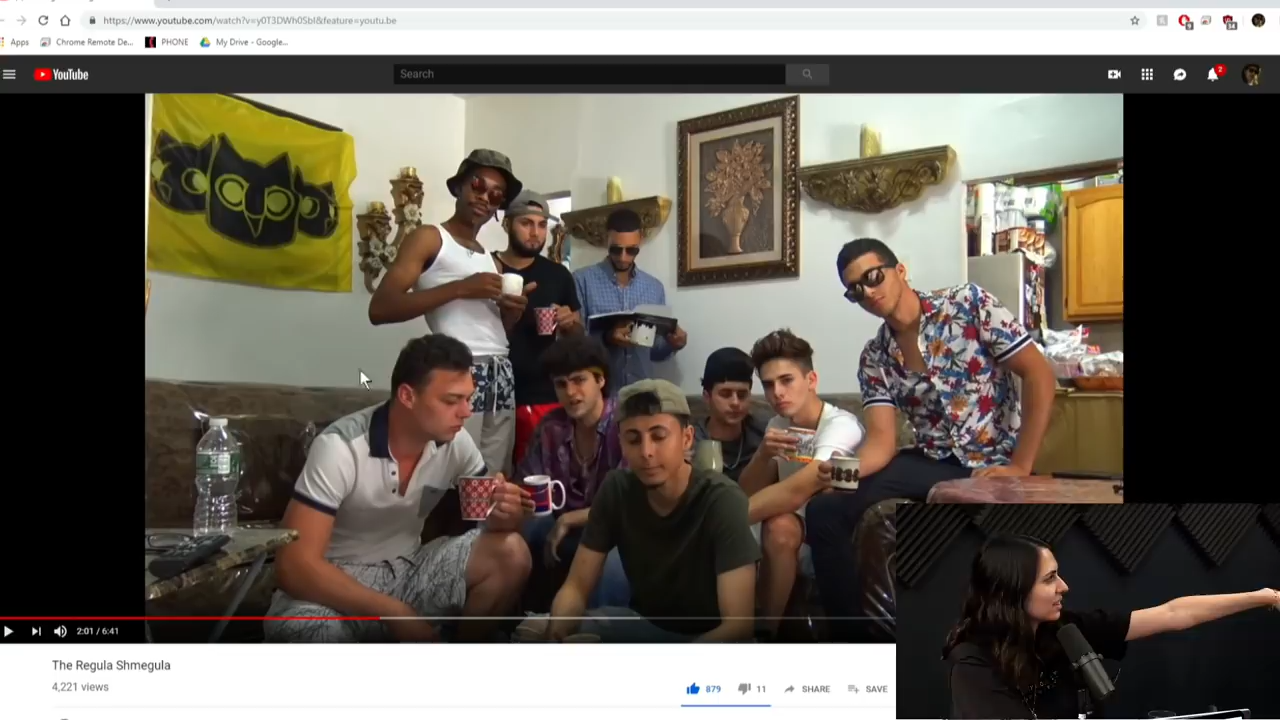 https://www.youtube.com/watch?v=y0T3DWh0SbI&feature=youtu.be
Apps Chrome Remote De... PHONE My Drive - Google...
YouTube Search 2
2:01 / 6:41
The Regula Shmegula
4,221 views
879 11 SHARE SAVE